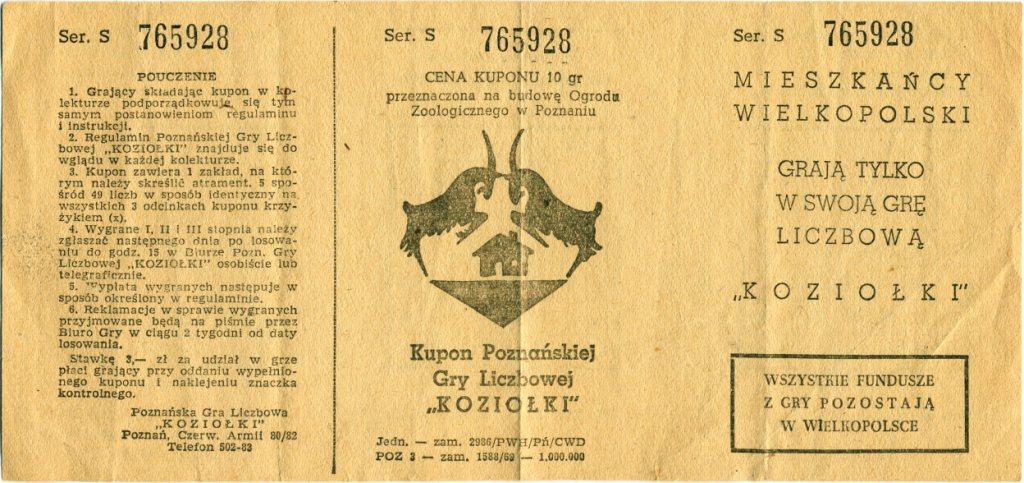 Ser. S 765928
POUCZENIE
1. Grający składając kupon w ko-
lekturze podporządkowuje się tym
samym postanowieniom regulaminu
i instrukcji.
2. Regulamin Poznańskiej Gry Licz-
bowej „KOZIOŁKI" znajduje się do
wglądu w każdej kolekturze.
3. Kupon zawiera 1 zakład, na któ-
rym należy skreślić atrament. 5 spo-
śród 49 liczb w sposób identyczny na
wszystkich 3 odcinkach kuponu krzy-
żykiem (x).
4. Wygrane I, II i III stopnia należy
zgłaszać następnego dnia po losowa-
niu do godz. 15 w Biurze Pozn. Gry
Liczbowej „KOZIOŁKI" osobiście lub
telegraficznie.
5. Wypłata wygranych następuje w
sposób określony w regulaminie.
6. Reklamacje w sprawie wygranych
przyjmowane będą na piśmie przez
Biuro Gry w ciągu 2 tygodni od daty
losowania.
Stawkę 3,— zł za udział w grze
płaci grający przy oddaniu wypełnio-
nego kuponu i naklejeniu znaczka
kontrolnego.
Poznańska Gra Liczbowa
„KOZIOŁKI"
Poznań, Czerw. Armii 80/82
Telefon 502-83
Ser. S 765928
CENA KUPONU 10 gr
przeznaczona na budowę Ogrodu
Zoologicznego w Poznaniu
Kupon Poznańskiej
Gry Liczbowej
„KOZIOŁKI"
Jedn. — zam. 2986/PWH/Pń/CWD
POZ 3 — zam. 1588/69 — 1.000.000
Ser. S 765928
MIESZKAŃCY
WIELKOPOLSKI
GRAJĄ TYLKO
W SWOJĄ GRĘ
LICZBOWĄ
„KOZIOŁKI"
WSZYSTKIE FUNDUSZE
Z GRY POZOSTAJĄ
W WIELKOPOLSCE